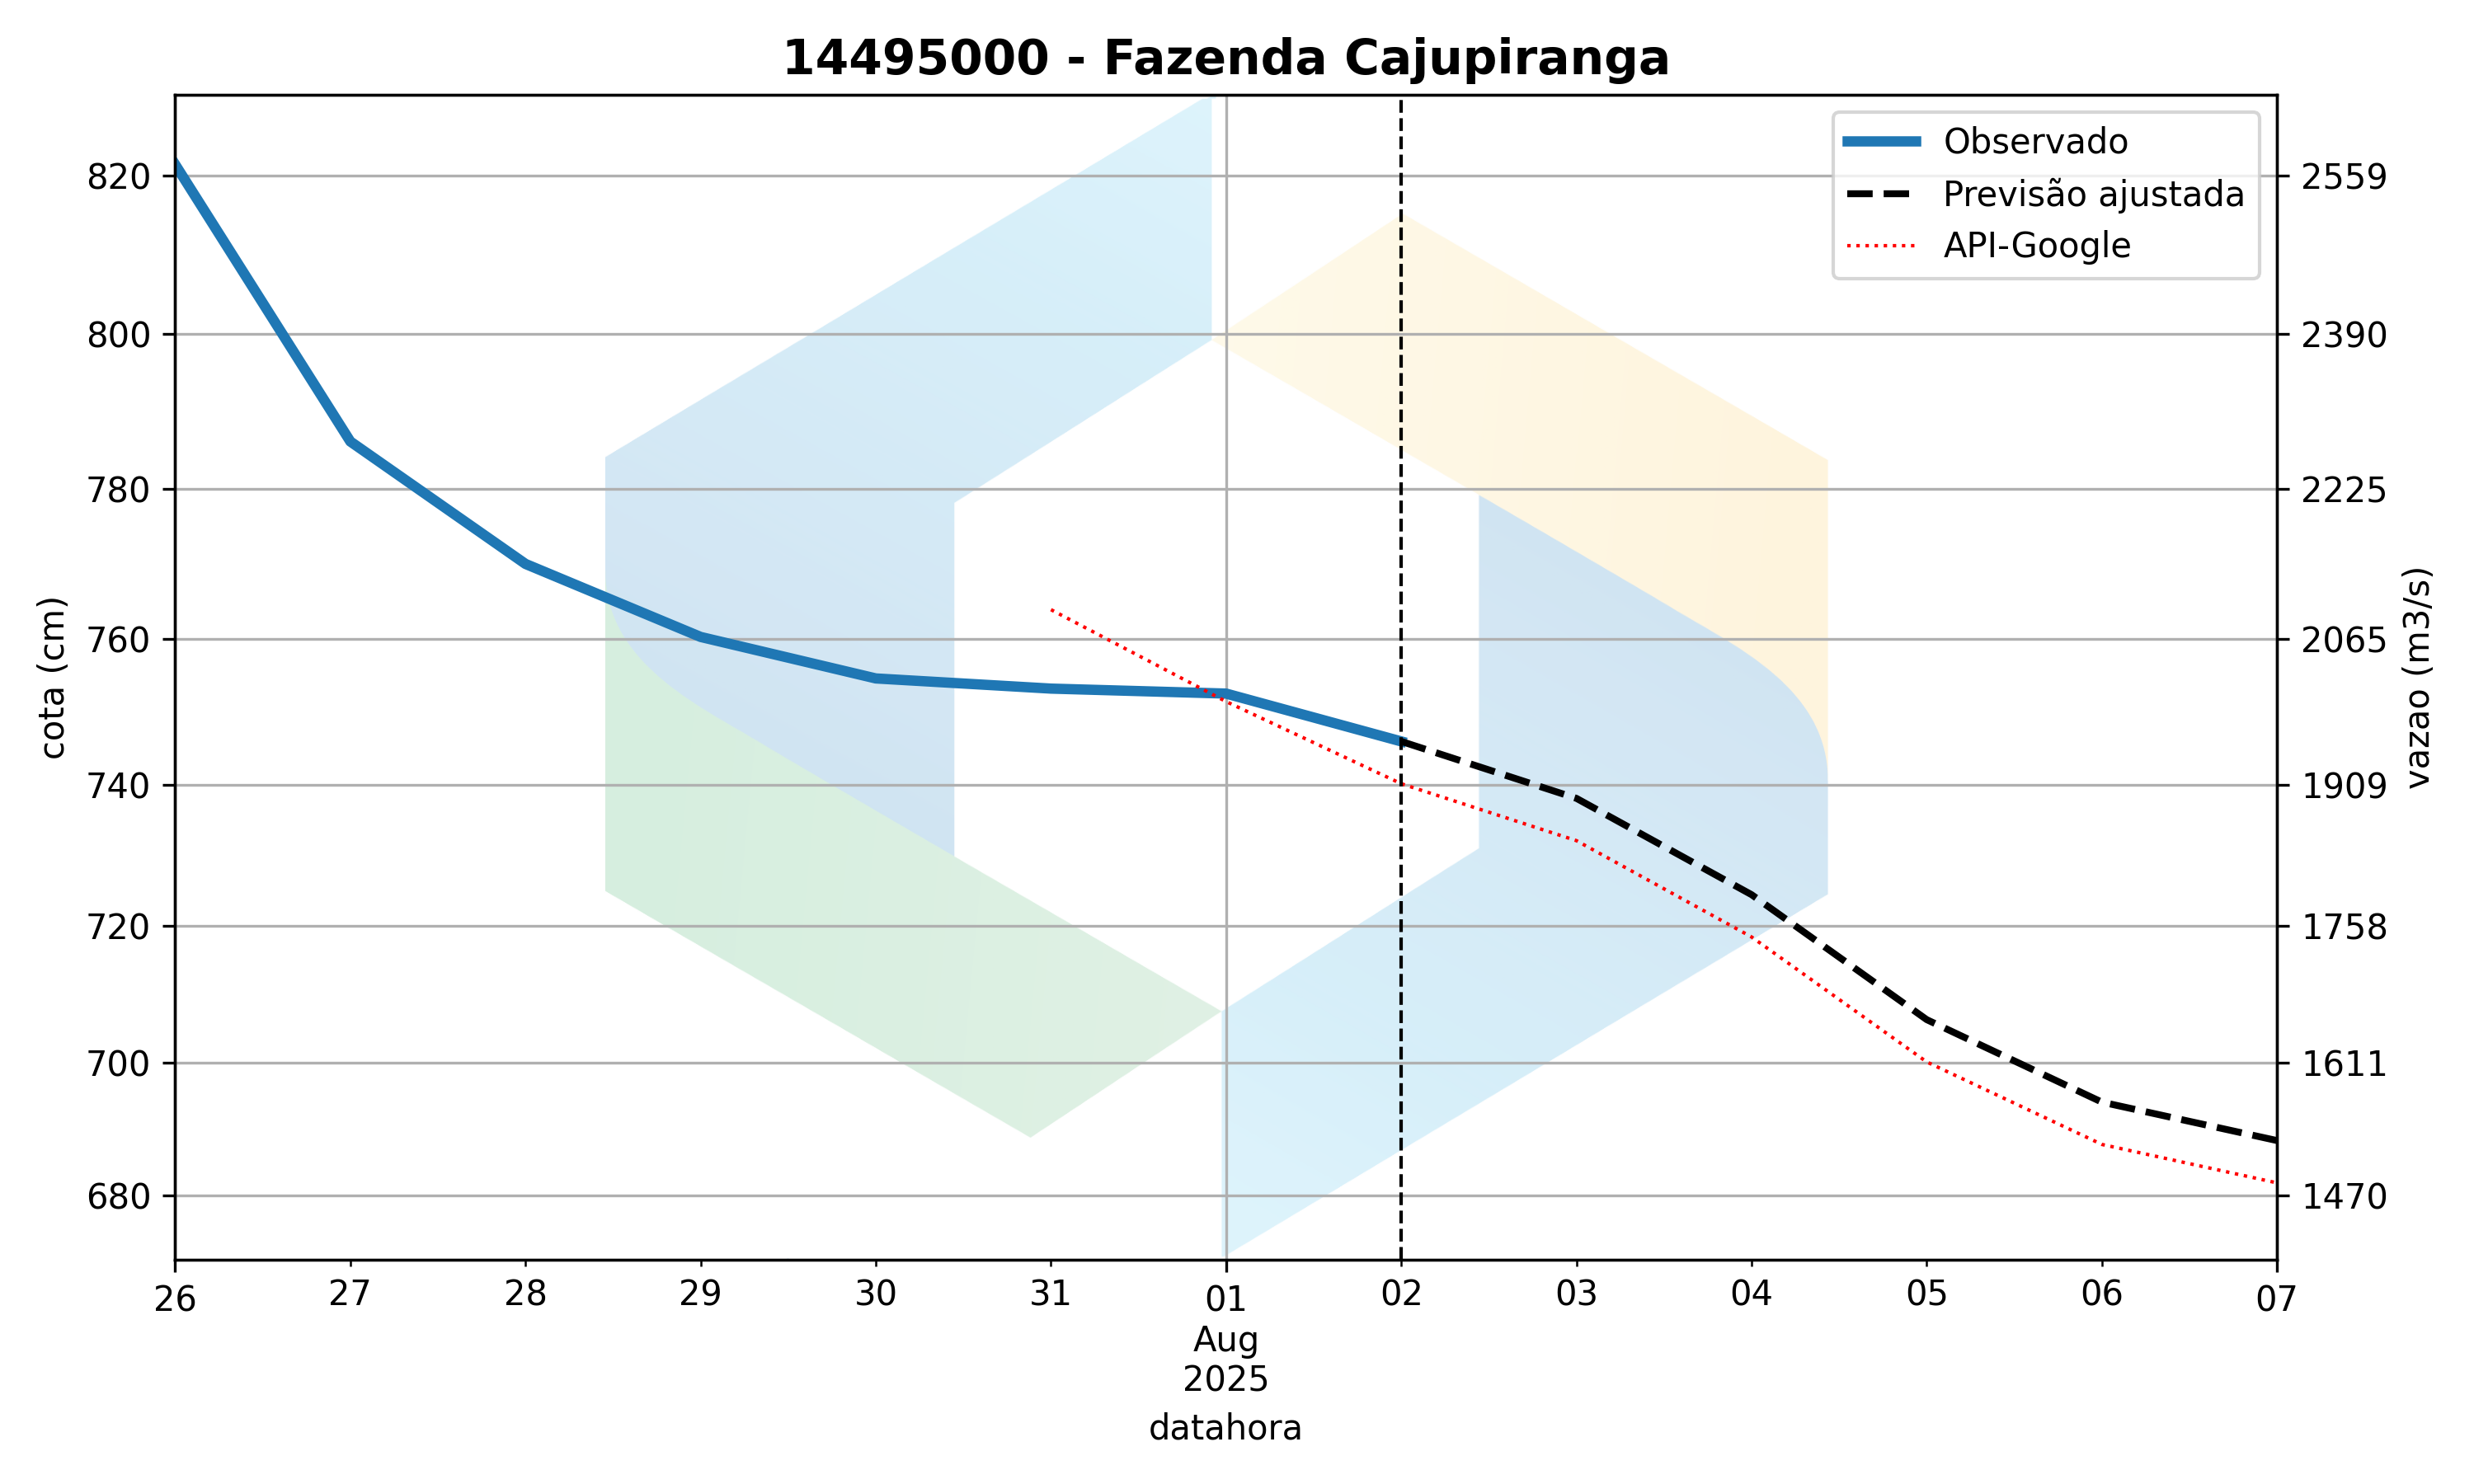 14495000 - Fazenda Cajupiranga
Observado
Previsão ajustada
API-Google
820
800
780
760
740
720
700
680
cota (cm)
2559
2390
2225
2065
1909
1758
1611
1470
vazao (m3/s)
26 27 28 29 30 31 01 02 03 04 05 06 07
Aug
2025
datahora